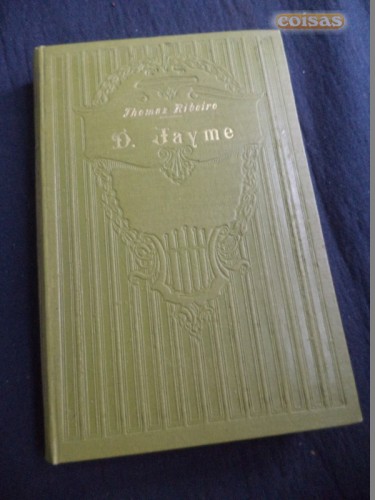 coisas
Thomaz Ribeiro
D. Jayme